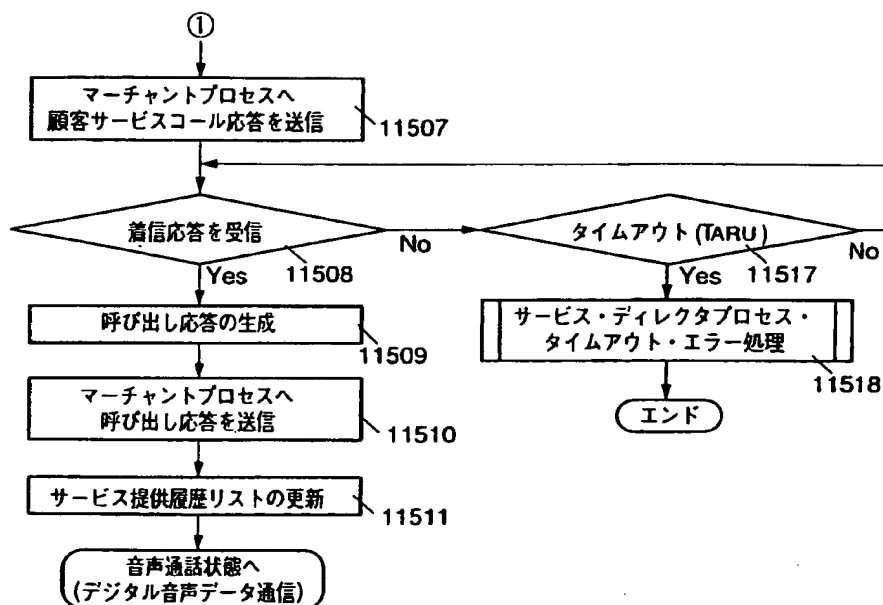 ①
マーチャントプロセスへ
顧客サービスコール応答を送信
11507
着信応答を受信
No
11508
Yes
タイムアウト(TARU)
No
11517
Yes
呼び出し応答の生成
11509
サービス・ディレクタプロセス・
タイムアウト・エラー処理
11518
マーチャントプロセスへ
呼び出し応答を送信
11510
エンド
サービス提供履歴リストの更新
11511
音声通話状態へ
(デジタル音声データ通信)